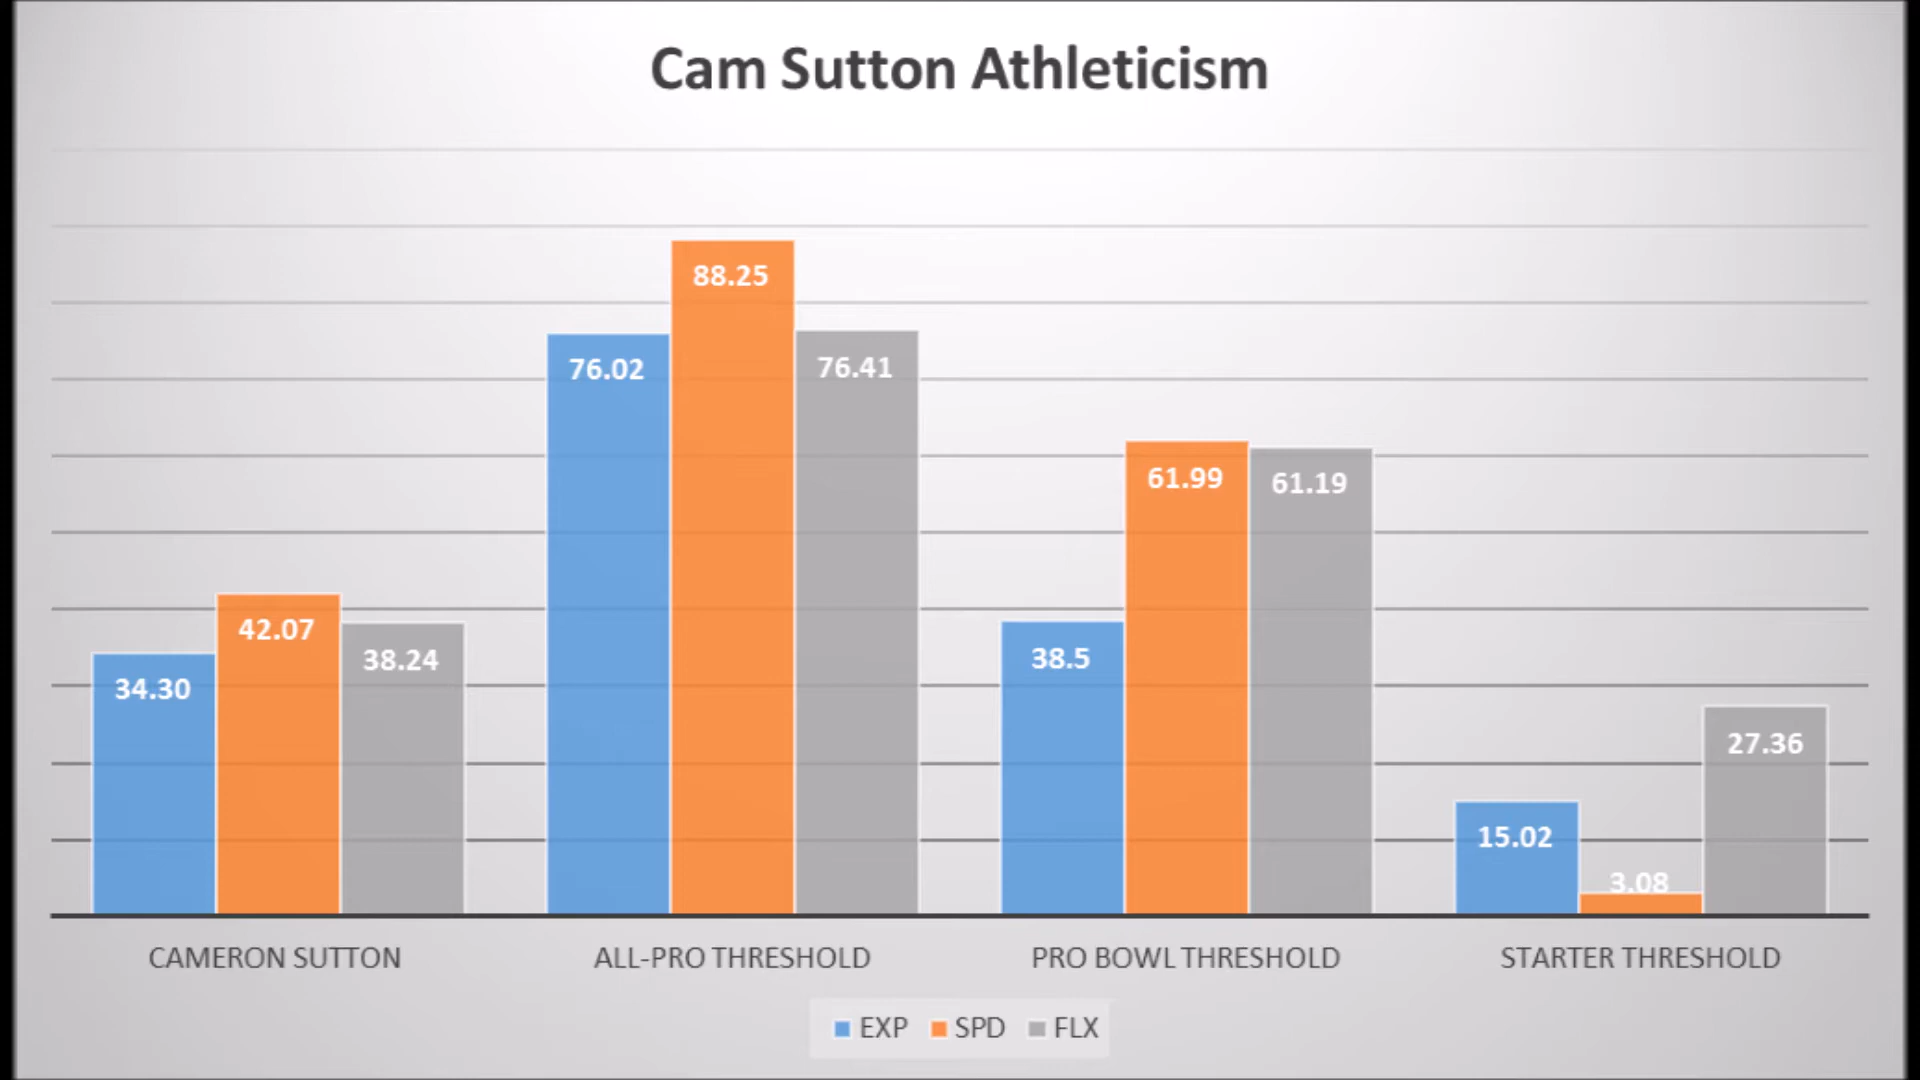 Cam Sutton Athleticism
88.25
76.02
76.41
61.99
61.19
42.07
38.24
34.30
38.5
27.36
15.02
3.08
CAMERON SUTTON
ALL-PRO THRESHOLD
PRO BOWL THRESHOLD
STARTER THRESHOLD
EXP SPD FLX